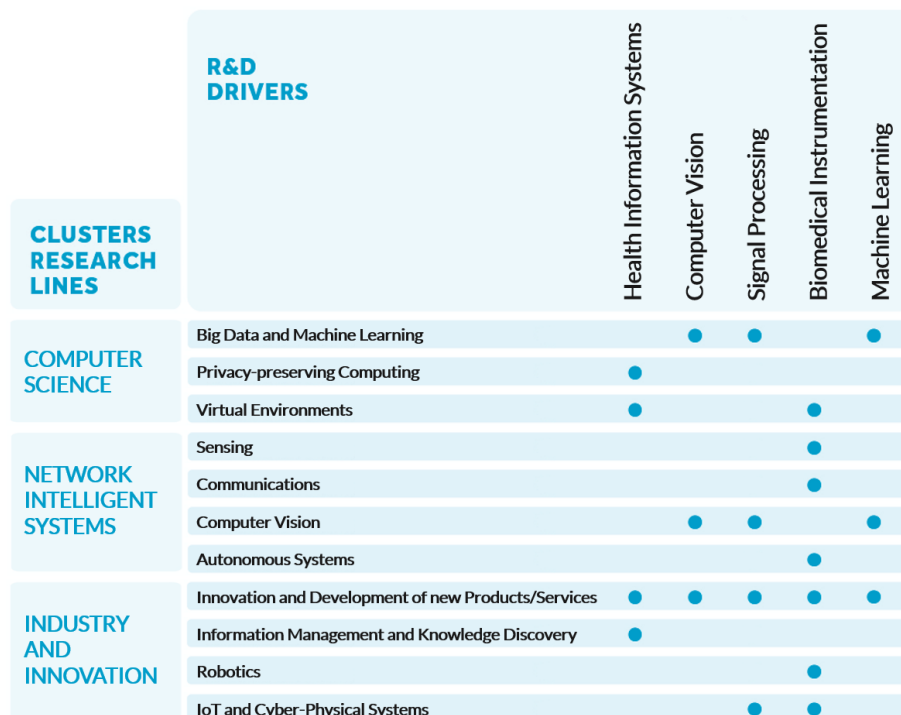 R&D
DRIVERS
Health Information Systems
Computer Vision
Signal Processing
Biomedical Instrumentation
Machine Learning
CLUSTERS
RESEARCH
LINES
COMPUTER
SCIENCE
Big Data and Machine Learning
Privacy-preserving Computing
Virtual Environments
NETWORK
INTELLIGENT
SYSTEMS
Sensing
Communications
Computer Vision
Autonomous Systems
INDUSTRY
AND
INNOVATION
Innovation and Development of new Products/Services
Information Management and Knowledge Discovery
Robotics
IoT and Cyber-Physical Systems